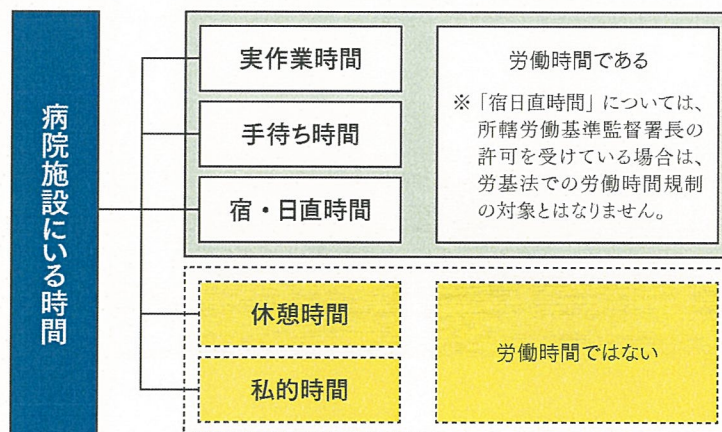 病院施設にいる時間
実作業時間
手待ち時間
宿・日直時間
労働時間である
※「宿日直時間」については、
所轄労働基準監督署長の
許可を受けている場合は、
労基法での労働時間規制
の対象とはなりません。
休憩時間
私的時間
労働時間ではない